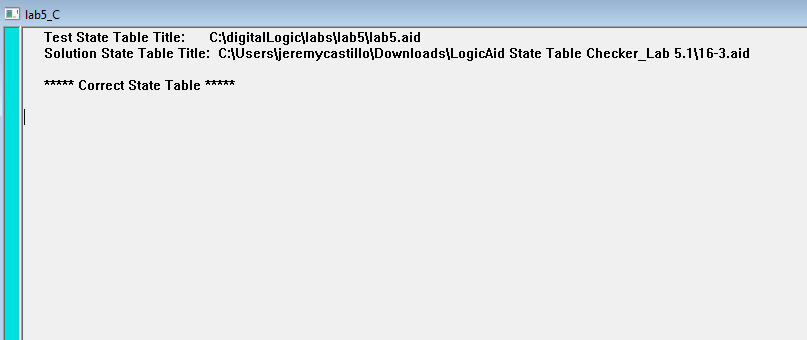 lab5_C
Test State Table Title: C:\digitalLogic\labs\lab5\lab5.aid
Solution State Table Title: C:\Users\jeremycastillo\Downloads\LogicAid State Table Checker_Lab 5.1\16-3.aid
***** Correct State Table *****